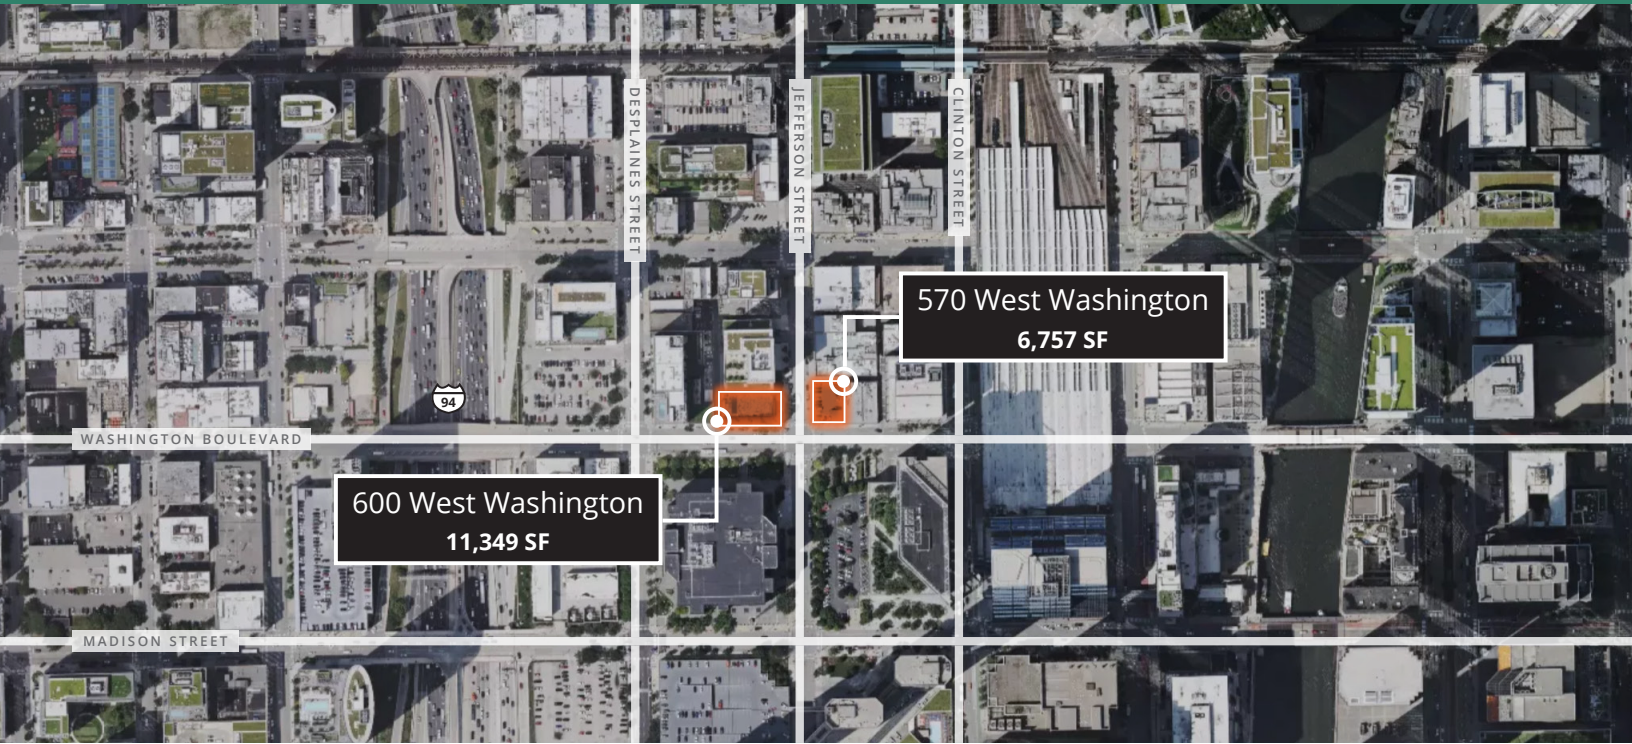 DESPLAINES STREET
JEFFERSON STREET
CLINTON STREET
570 West Washington
6,757 SF
94
WASHINGTON BOULEVARD
600 West Washington
11,349 SF
MADISON STREET